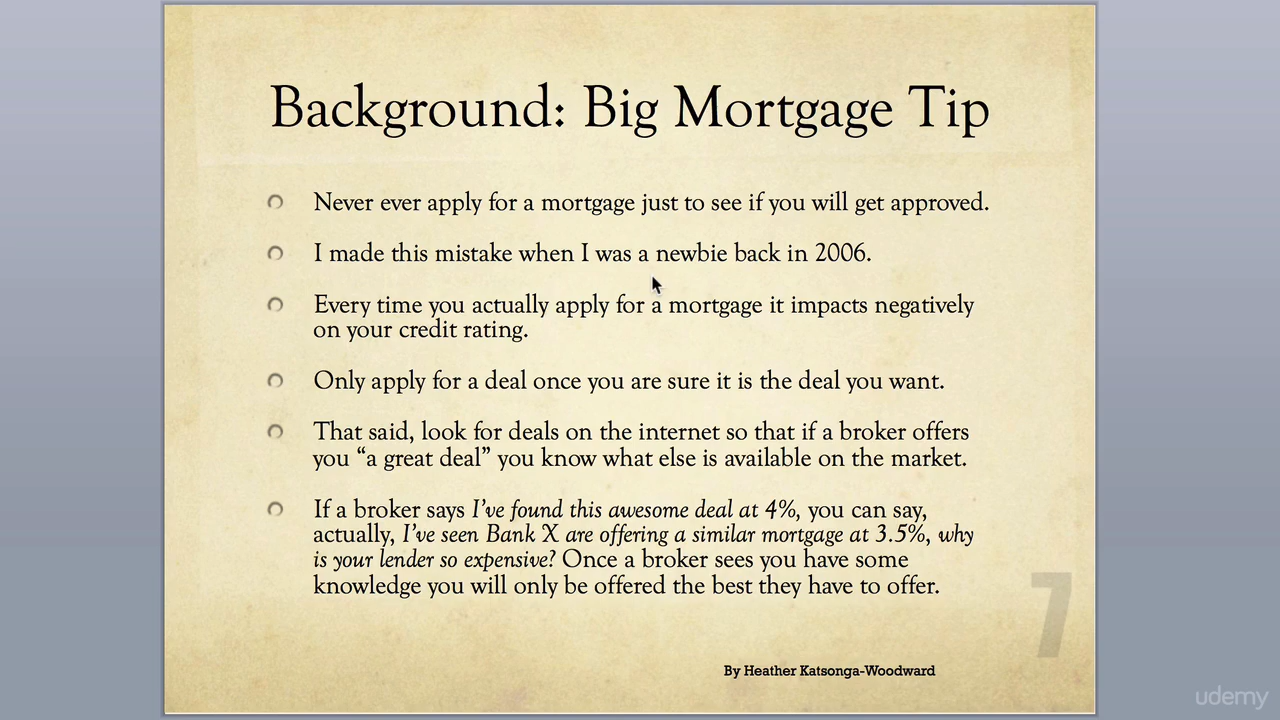 Background: Big Mortgage Tip
Never ever apply for a mortgage just to see if you will get approved.
I made this mistake when I was a newbie back in 2006.
Every time you actually apply for a mortgage it impacts negatively
on your credit rating.
Only apply for a deal once you are sure it is the deal you want.
That said, look for deals on the internet so that if a broker offers
you “a great deal” you know what else is available on the market.
If a broker says I’ve found this awesome deal at 4%, you can say,
actually, I’ve seen Bank X are offering a similar mortgage at 3.5%, why
is your lender so expensive? Once a broker sees you have some
knowledge you will only be offered the best they have to offer.
7
By Heather Katsonga-Woodward
udemy